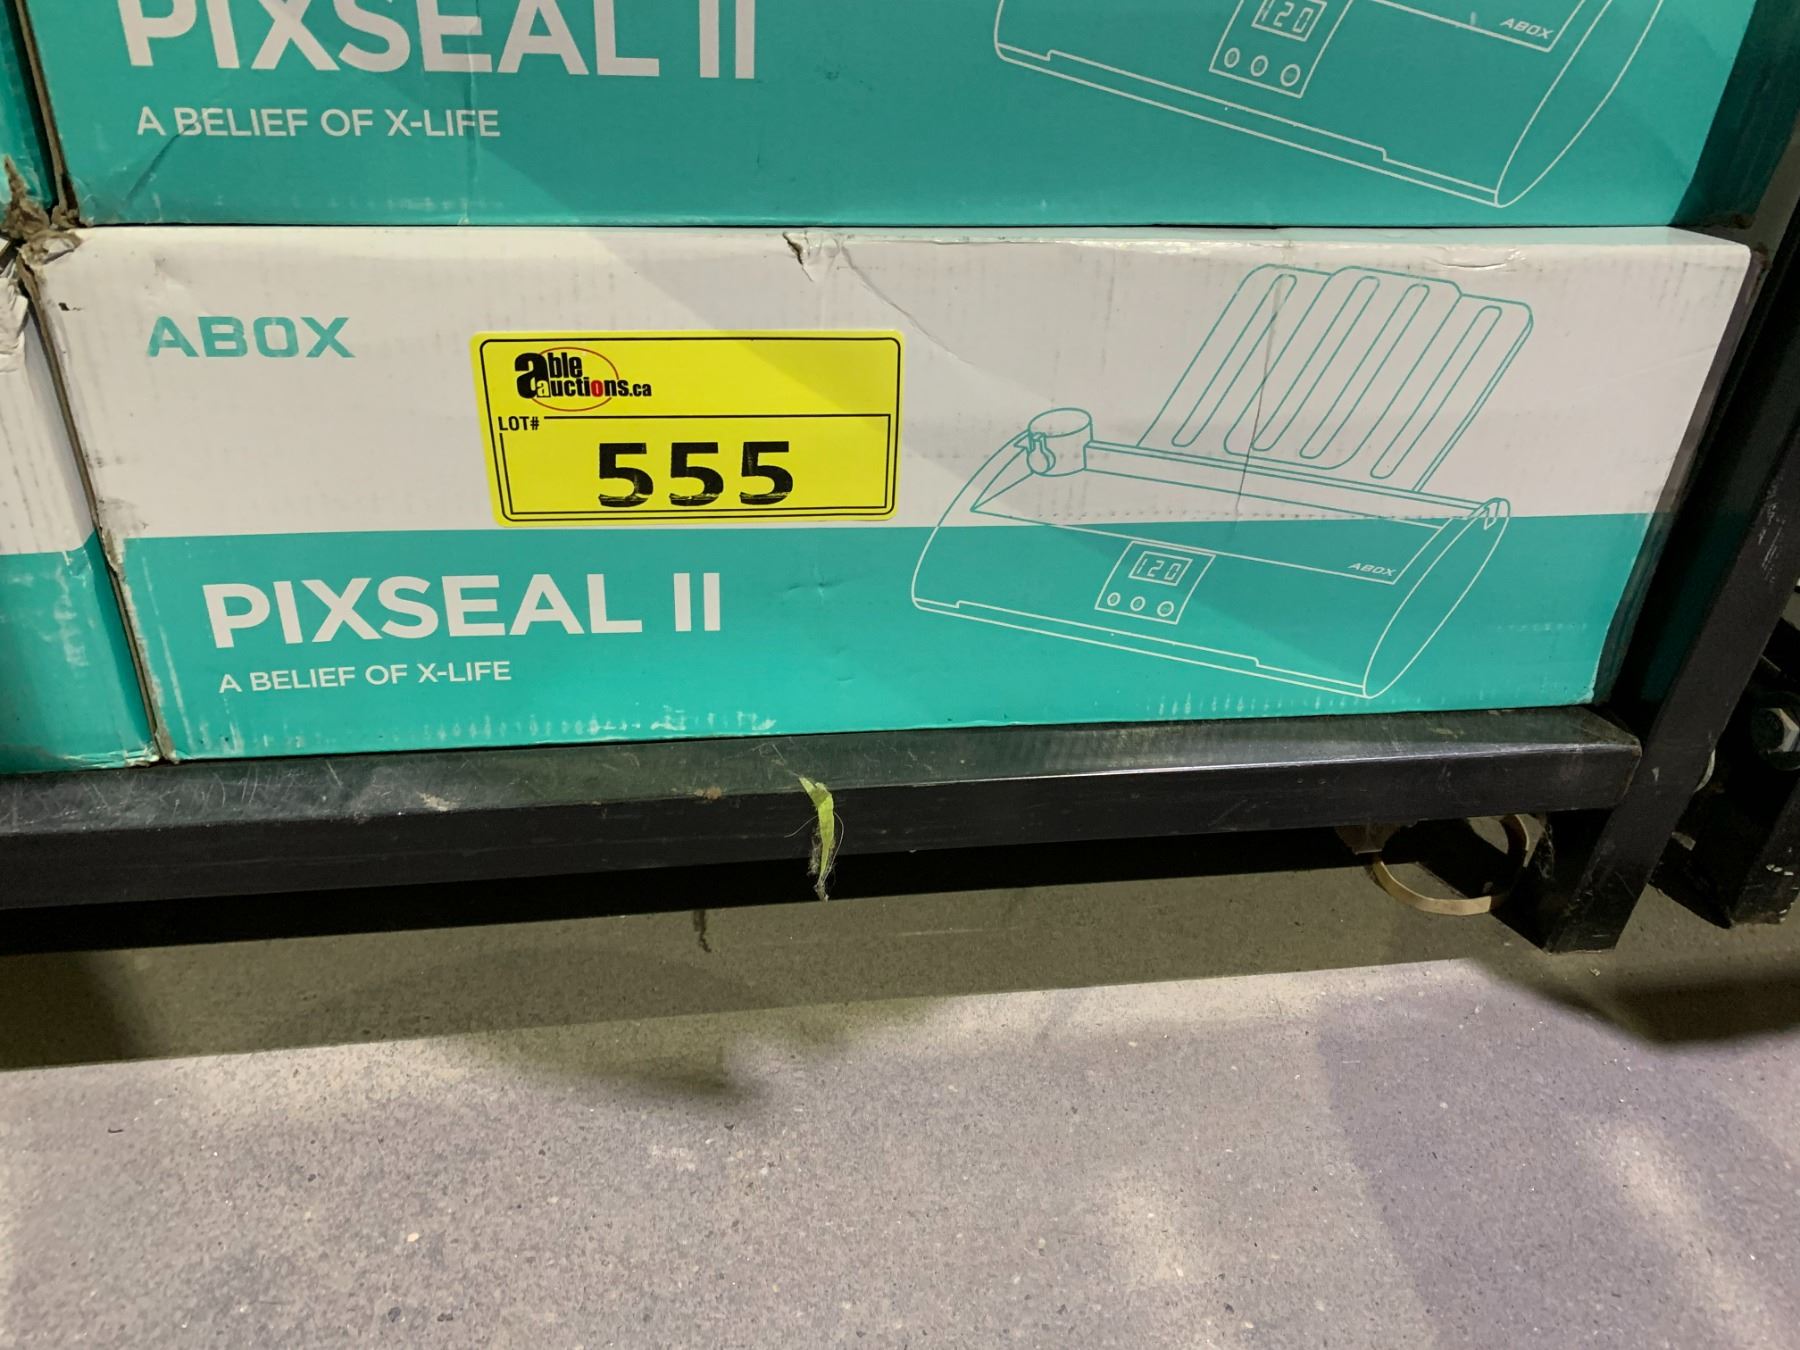 PIXSEAL II
A BELIEF OF X-LIFE
120
ABOX
ABOX
able auctions.ca
LOT#
555
120
ABOX
PIXSEAL II
A BELIEF OF X-LIFE